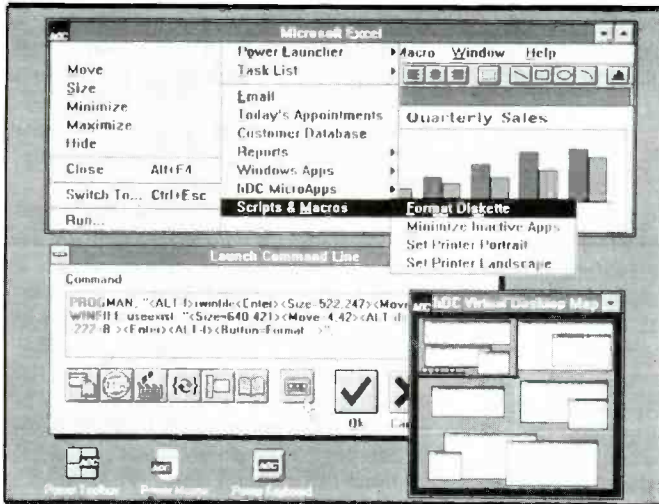 Microsoft Excel
Move
Size
Minimize
Maximize
Hide
Close Alt+F4
Switch To... Ctrl+Esc
Run...
Power Launcher
Task List
Email
Today's Appointments
Customer Database
Reports
Windows Apps
hDC MicroApps
Scripts & Macros
Macro Window Help
Quarterly Sales
Format Diskette
Minimize Inactive Apps
Set Printer Portrait
Set Printer Landscape
Launch Command Line
Command
PROGMAN,
WINFILE
hDC Virtual Desktop Map
Ok